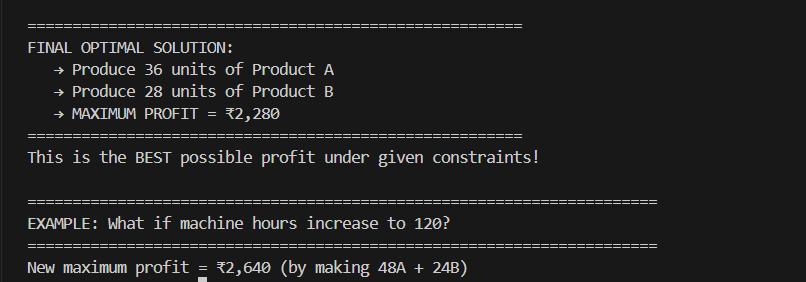 =======================================================
FINAL OPTIMAL SOLUTION:
→ Produce 36 units of Product A
→ Produce 28 units of Product B
→ MAXIMUM PROFIT = ₹2,280
=======================================================
This is the BEST possible profit under given constraints!
======================================================================
EXAMPLE: What if machine hours increase to 120?
======================================================================
New maximum profit = ₹2,640 (by making 48A + 24B)